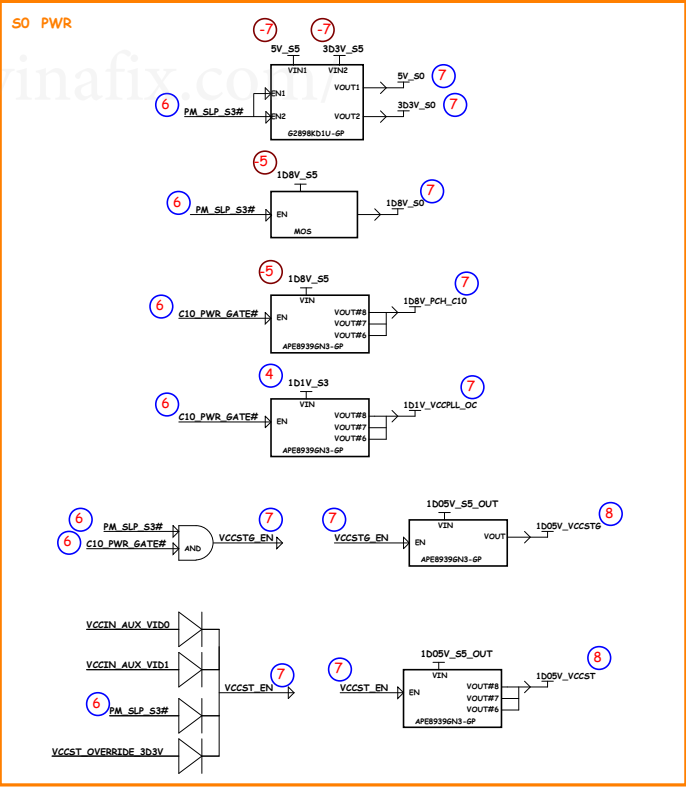 S0 PWR
vinafix.com/
-7
-7
5V_S5
3D3V_S5
VIN1
VIN2
VOUT1
5V_S0
7
EN1
6
PM_SLP_S3#
EN2
VOUT2
3D3V_S0
7
G2898KD1U-GP
-5
1D8V_S5
6
PM_SLP_S3#
EN
1D8V_S0
7
MOS
-5
1D8V_S5
VIN
6
C10_PWR_GATE#
EN
VOUT#8
VOUT#7
VOUT#6
1D8V_PCH_C10
7
APE8939GN3-GP
4
1D1V_S3
VIN
6
C10_PWR_GATE#
EN
VOUT#8
VOUT#7
VOUT#6
1D1V_VCCPLL_OC
7
APE8939GN3-GP
6
PM_SLP_S3#
6
C10_PWR_GATE#
AND
VCCSTG_EN
7
7
VCCSTG_EN
1D05V_S5_OUT
VIN
EN
VOUT
1D05V_VCCSTG
8
APE8939GN3-GP
VCCIN_AUX_VID0
VCCIN_AUX_VID1
6
PM_SLP_S3#
VCCST_OVERRIDE_3D3V
VCCST_EN
7
7
VCCST_EN
1D05V_S5_OUT
VIN
EN
VOUT#8
VOUT#7
VOUT#6
1D05V_VCCST
8
APE8939GN3-GP